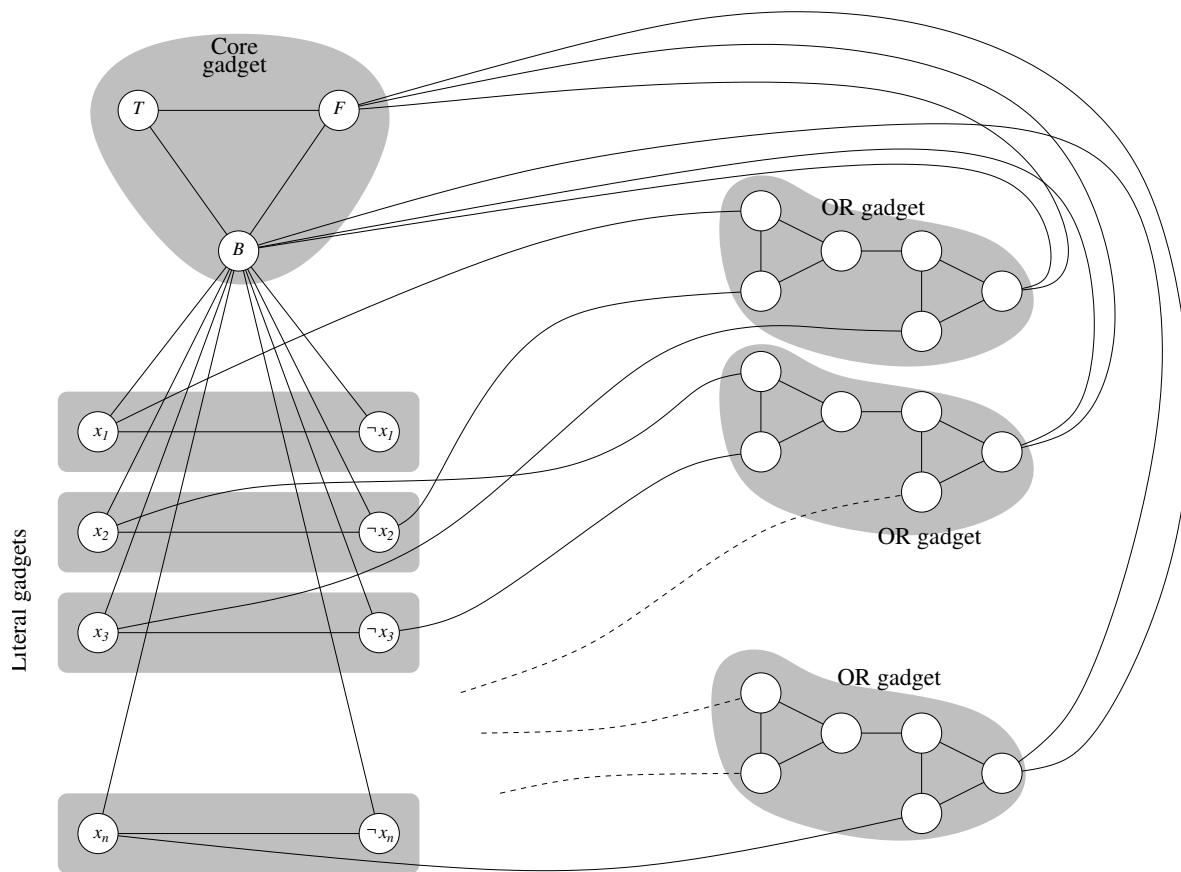 Core
gadget
T
F
B
OR gadget
x1
¬x1
x2
¬x2
OR gadget
Literal gadgets
x3
¬x3
OR gadget
xn
¬xn